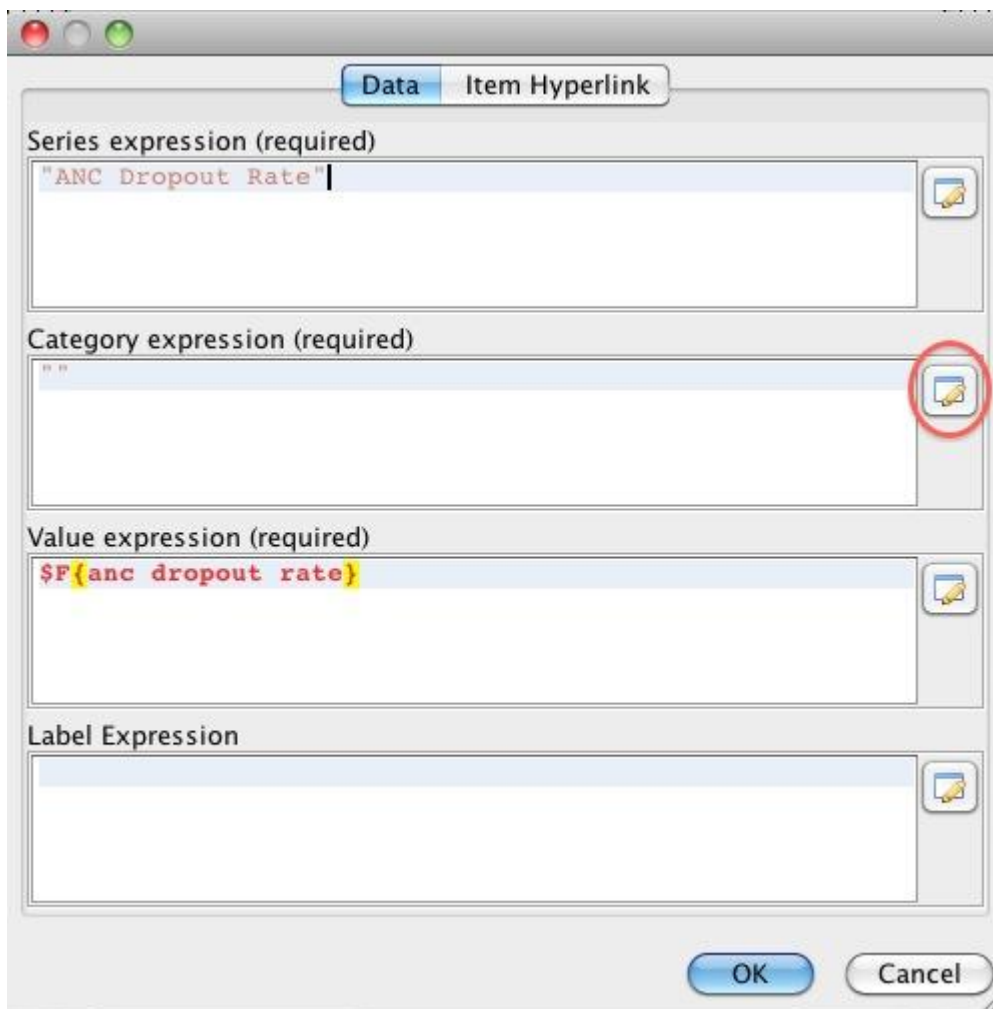 Data Item Hyperlink
Series expression (required)
"ANC Dropout Rate"
Category expression (required)
""
Value expression (required)
$F{anc dropout rate}
Label Expression
OK Cancel